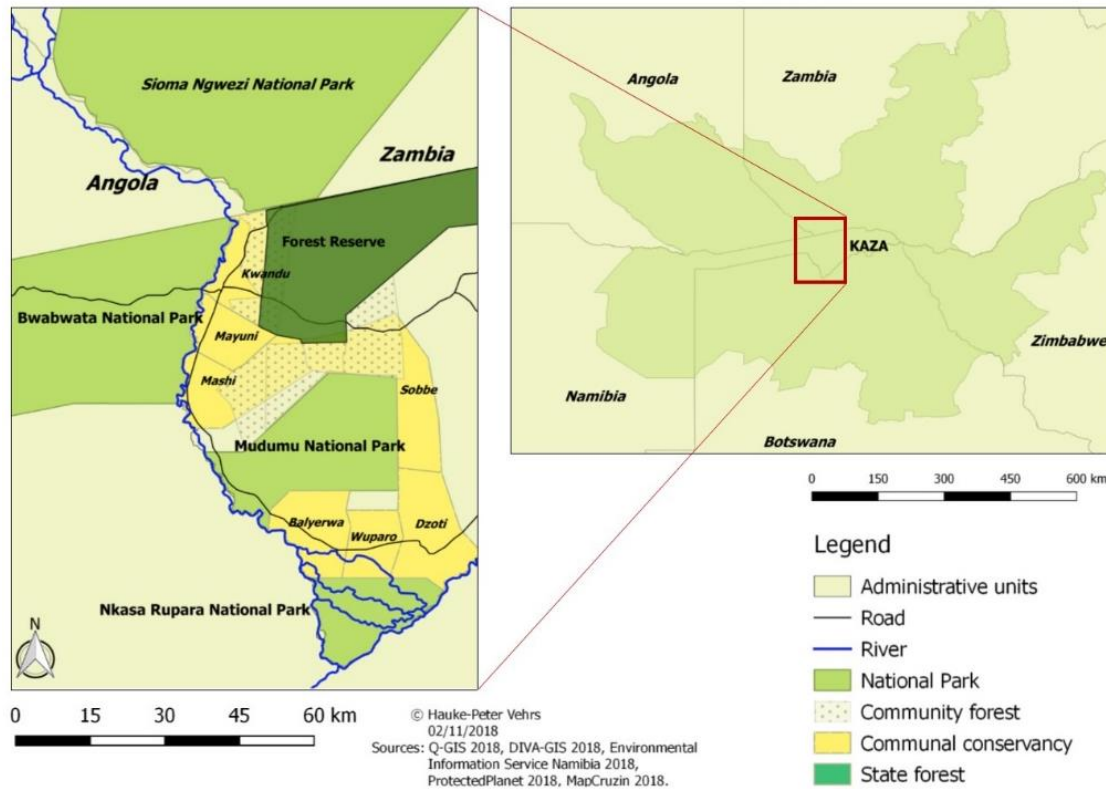 Sioma Ngwezi National Park
Zambia
Angola
Forest Reserve
Kwandu
Bwabwata National Park
Mayuni
Mashi
Sobbe
Mudumu National Park
Balyerwa
Wuparo
Dzoti
Nkasa Rupara National Park
N
0 15 30 45 60 km
© Hauke-Peter Vehrs
02/11/2018
Sources: Q-GIS 2018, DIVA-GIS 2018, Environmental
Information Service Namibia 2018,
ProtectedPlanet 2018, MapCruzin 2018.
Angola
Zambia
KAZA
Zimbabwe
Namibia
Botswana
0 150 300 450 600 km
Legend
Administrative units
Road
River
National Park
Community forest
Communal conservancy
State forest